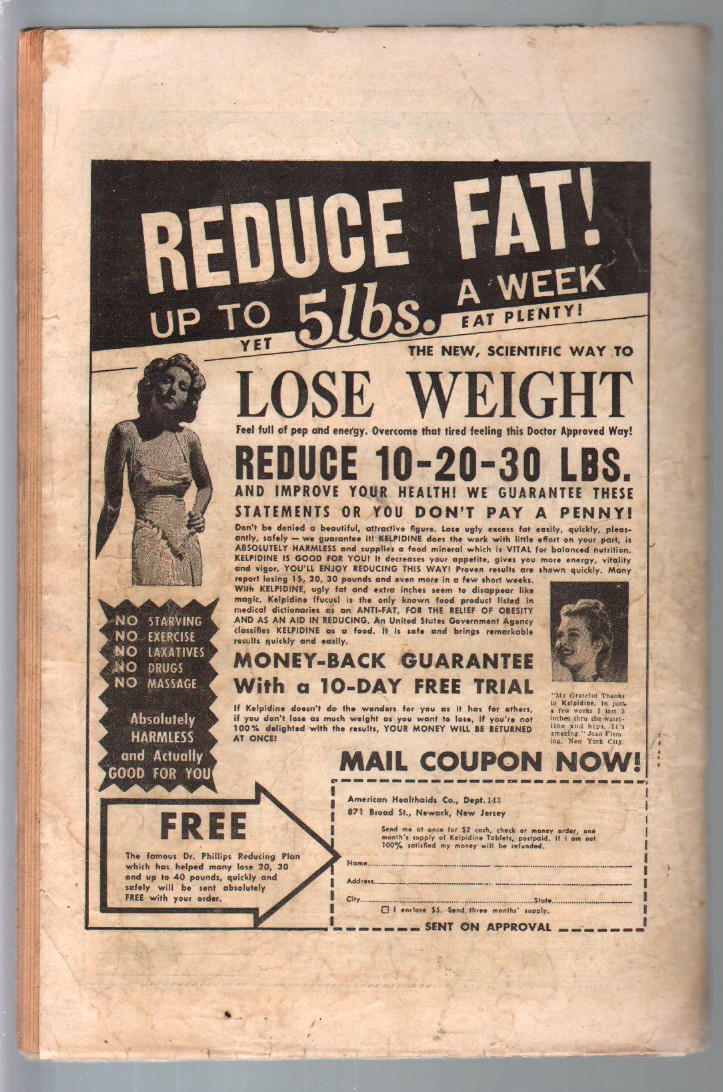 REDUCE FAT!
UP TO 5lbs. A WEEK
YET EAT PLENTY!
THE NEW, SCIENTIFIC WAY TO
LOSE WEIGHT
Feel full of pep and energy. Overcome that tired feeling this Doctor Approved Way!
REDUCE 10-20-30 LBS.
AND IMPROVE YOUR HEALTH! WE GUARANTEE THESE
STATEMENTS OR YOU DON'T PAY A PENNY!
Don't be denied a beautiful, attractive figure. Lose ugly excess fat easily, quickly, pleas-
antly, safely — we guarantee it! KELPIDINE does the work with little effort on your part, is
ABSOLUTELY HARMLESS and supplies a food mineral which is VITAL for balanced nutrition.
KELPIDINE IS GOOD FOR YOU! It decreases your appetite, gives you more energy, vitality
and vigor. YOU'LL ENJOY REDUCING THIS WAY! Proven results are shown quickly. Many
report losing 15, 20, 30 pounds and even more in a few short weeks.
With KELPIDINE, ugly fat and extra inches seem to disappear like
magic. Kelpidine (fucus) is the only known food product listed in
medical dictionaries as an ANTI-FAT, FOR THE RELIEF OF OBESITY
AND AS AN AID IN REDUCING. An United States Government Agency
classifies KELPIDINE as a food. It is safe and brings remarkable
results quickly and easily.
NO STARVING
NO EXERCISE
NO LAXATIVES
NO DRUGS
NO MASSAGE
Absolutely
HARMLESS
and Actually
GOOD FOR YOU
MONEY-BACK GUARANTEE
With a 10-DAY FREE TRIAL
If Kelpidine doesn't do the wonders for you as it has for others,
if you don't lose as much weight as you want to lose, if you're not
100% delighted with the results, YOUR MONEY WILL BE RETURNED
AT ONCE!
"My Grateful Thanks
to Kelpidine. In just
a few weeks I lost 3
inches thru the waist-
line and hips. It's
amazing." Joan Flem-
ing, New York City.
MAIL COUPON NOW!
FREE
The famous Dr. Phillips Reducing Plan
which has helped many lose 20, 30
and up to 40 pounds, quickly and
safely will be sent absolutely
FREE with your order.
American Healthaids Co., Dept. 143
871 Broad St., Newark, New Jersey
Send me at once for $2 cash, check or money order, one
month's supply of Kelpidine Tablets, postpaid. If I am not
100% satisfied my money will be refunded.
Name
Address
City State
I enclose $5. Send three months' supply.
SENT ON APPROVAL